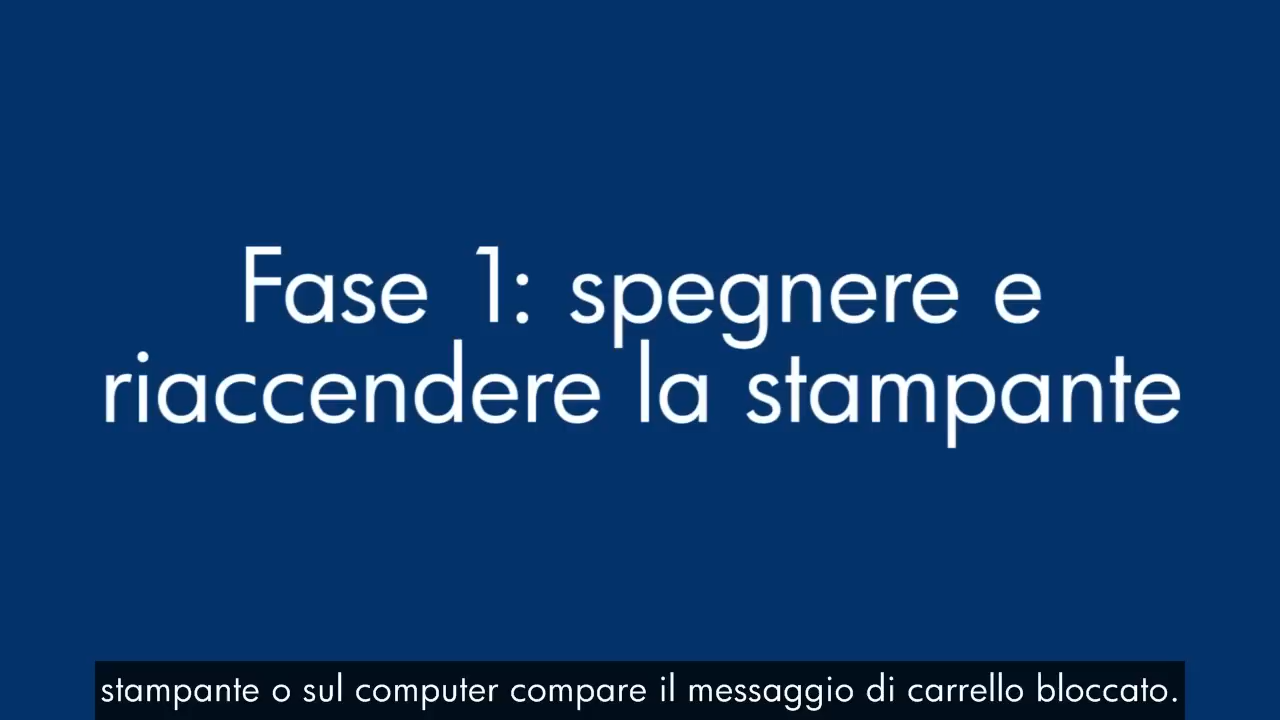 Fase 1: spegnere e
riaccendere la stampante
stampante o sul computer compare il messaggio di carrello bloccato.